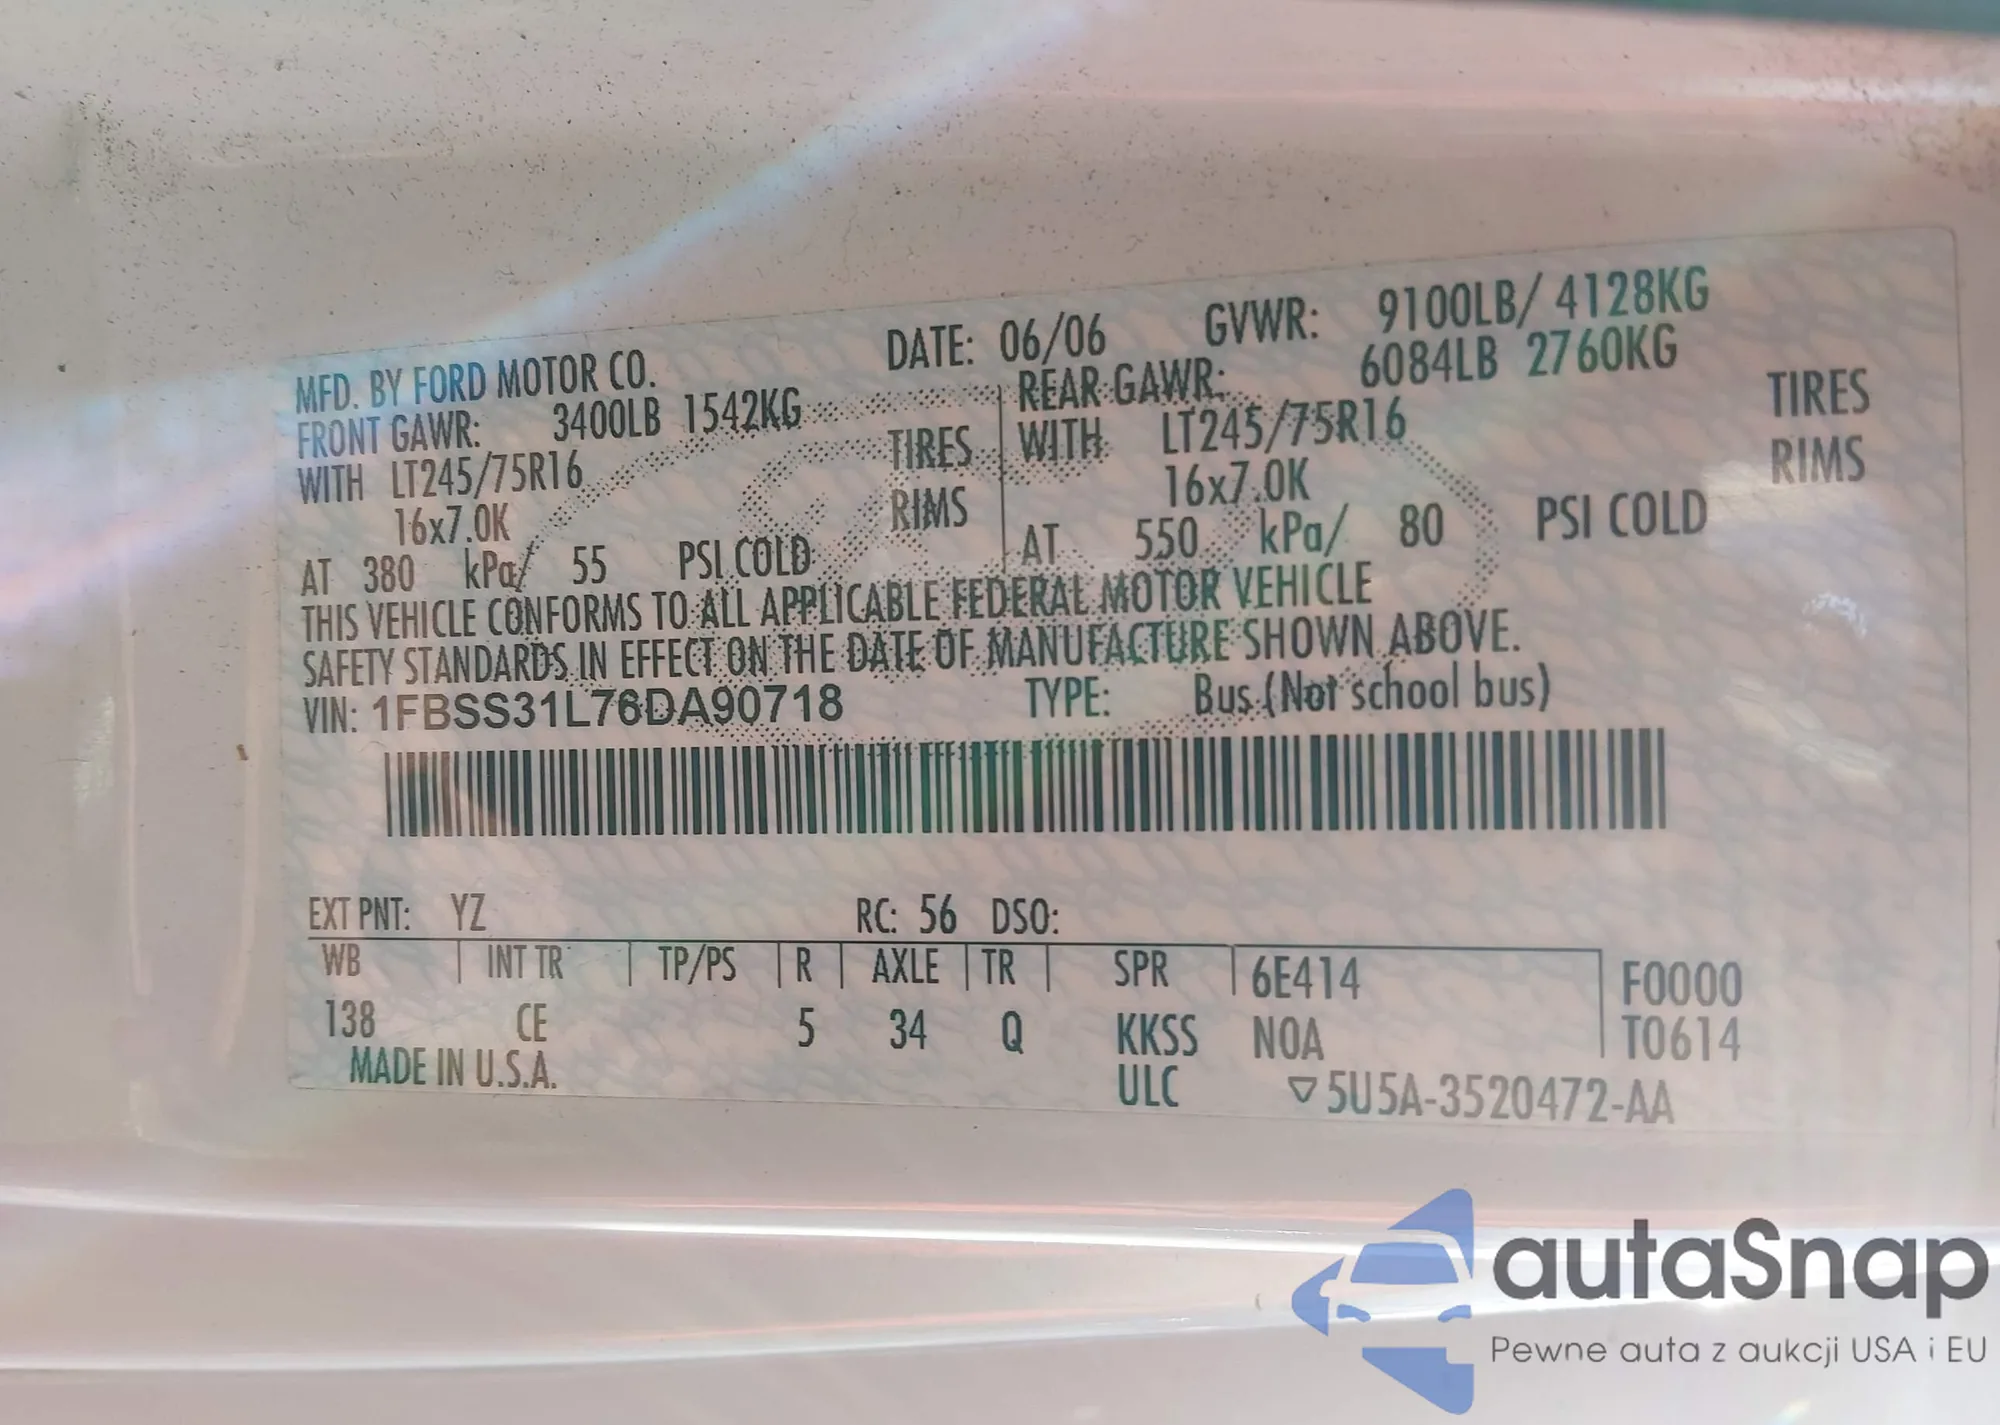 MFD. BY FORD MOTOR CO. DATE: 06/06 GVWR: 9100LB/ 4128KG
FRONT GAWR: 3400LB 1542KG REAR GAWR: 6084LB 2760KG
WITH LT245/75R16 TIRES WITH LT245/75R16 TIRES
16x7.0K RIMS 16x7.0K RIMS
AT 380 kPa/ 55 PSI COLD AT 550 kPa/ 80 PSI COLD
THIS VEHICLE CONFORMS TO ALL APPLICABLE FEDERAL MOTOR VEHICLE
SAFETY STANDARDS IN EFFECT ON THE DATE OF MANUFACTURE SHOWN ABOVE.
VIN: 1FBSS31L76DA90718 TYPE: Bus (Not school bus)
EXT PNT: YZ RC: 56 DSO:
WB INT TR TP/PS R AXLE TR SPR 6E414 F0000
138 CE 5 34 Q KKSS NOA T0614
MADE IN U.S.A. ULC ▽5U5A-3520472-AA
autaSnap
Pewne auta z aukcji USA i EU